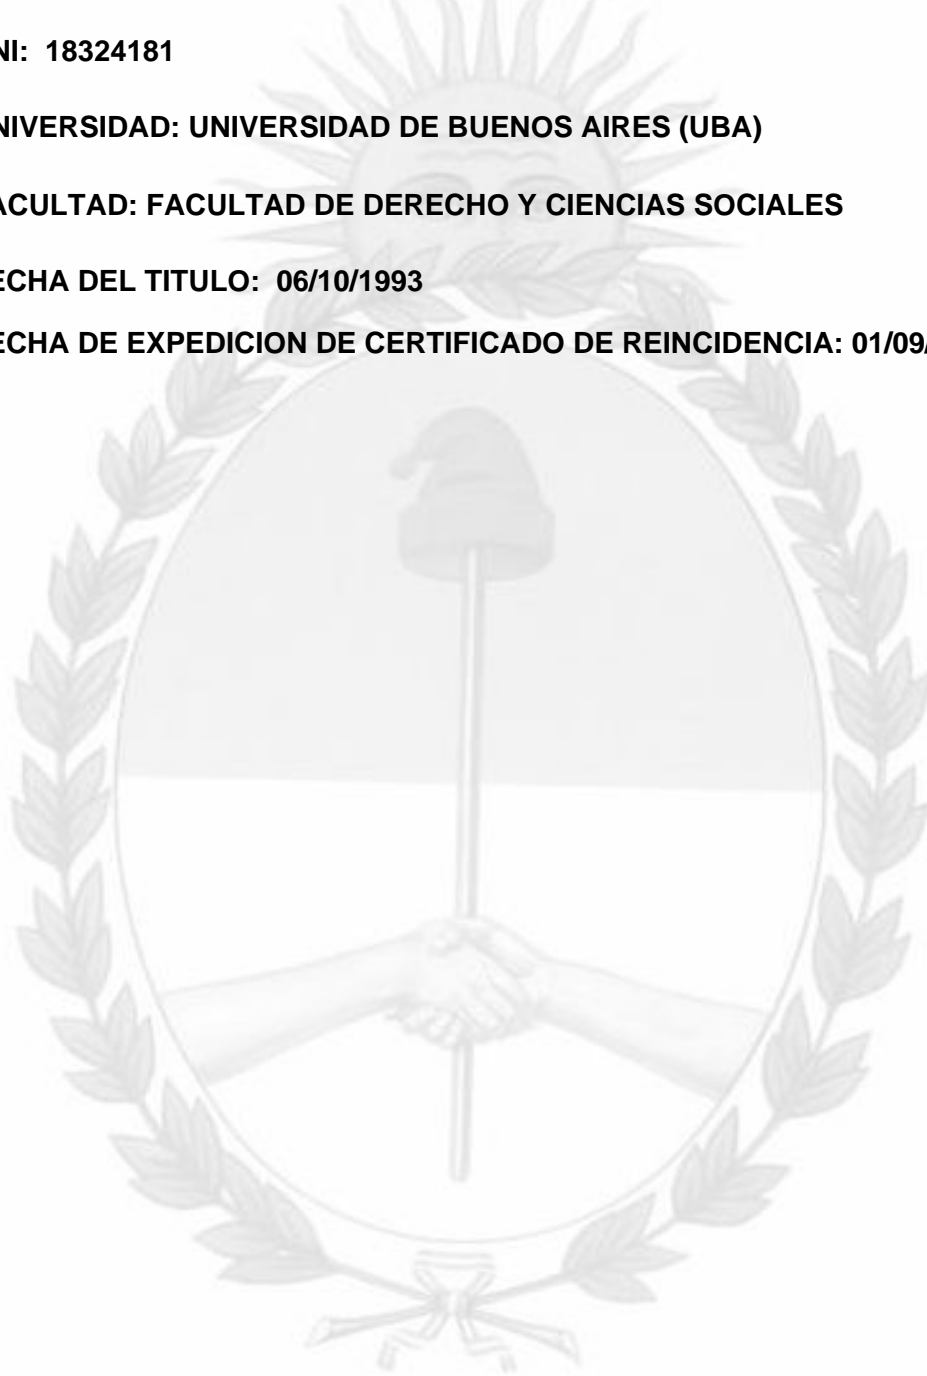 NI: 18324181
NIVERSIDAD: UNIVERSIDAD DE BUENOS AIRES (UBA)
ACULTAD: FACULTAD DE DERECHO Y CIENCIAS SOCIALES
ECHA DEL TITULO: 06/10/1993
ECHA DE EXPEDICION DE CERTIFICADO DE REINCIDENCIA: 01/09/